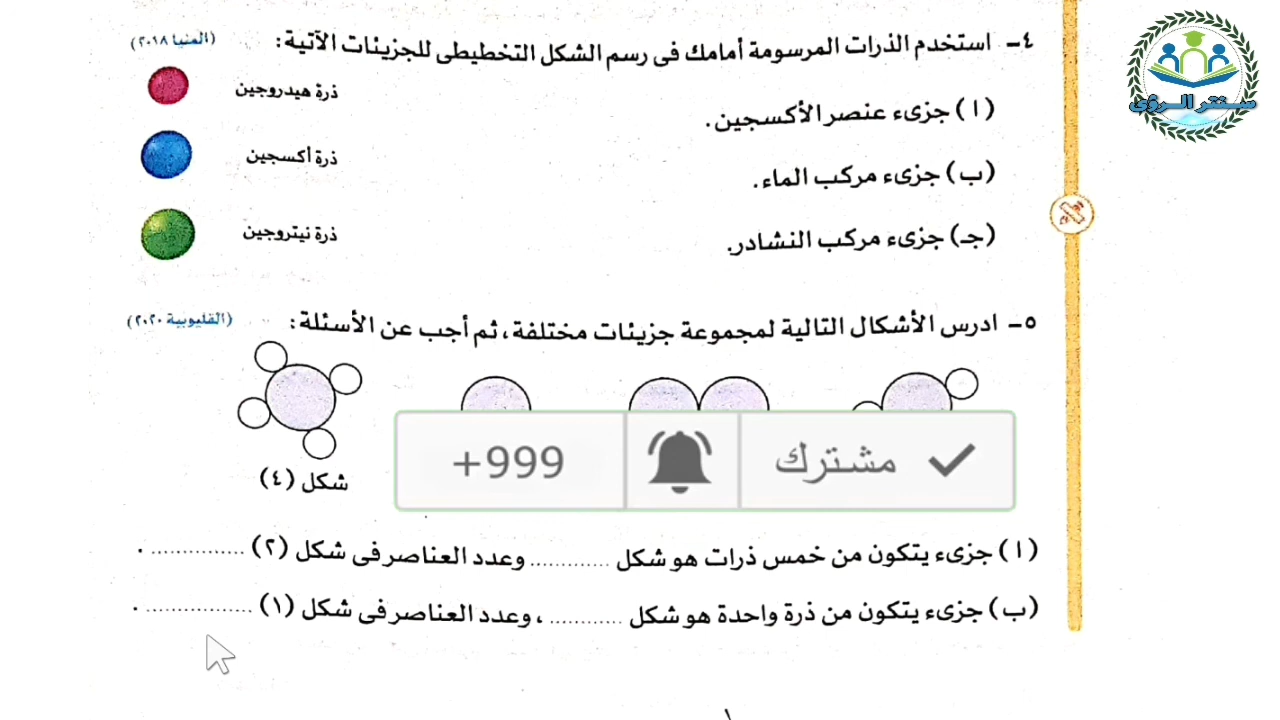 سنتر الرؤى
٤- استخدم الذرات المرسومة أمامك فى رسم الشكل التخطيطى للجزيئات الآتية: (المنيا ٢٠١٨)
(ا) جزىء عنصر الأكسجين. ذرة هيدروجين
(ب) جزىء مركب الماء. ذرة أكسجين
(جـ) جزىء مركب النشادر. ذرة نيتروجين
٥- ادرس الأشكال التالية لمجموعة جزيئات مختلفة، ثم أجب عن الأسئلة: (القليوبية ٢٠٢٠)
مشترك
999+
شكل (٤)
(ا) جزىء يتكون من خمس ذرات هو شكل ............. وعدد العناصر فى شكل (٢) ............... .
(ب) جزىء يتكون من ذرة واحدة هو شكل ............ ، وعدد العناصر فى شكل (١) ................. .